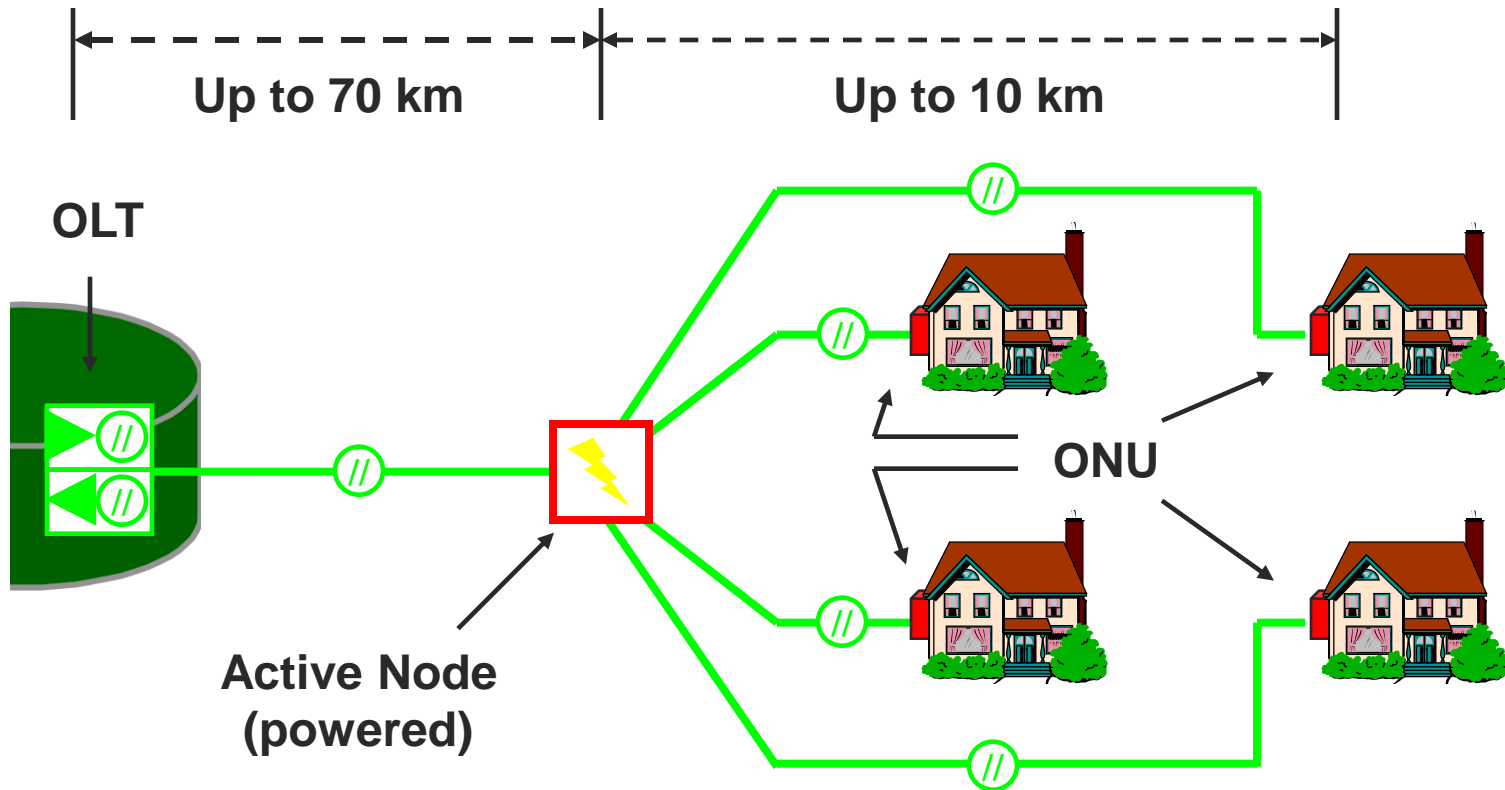 Up to 70 km
Up to 10 km
OLT
//
//
//
//
//
//
//
ONU
Active Node
(powered)